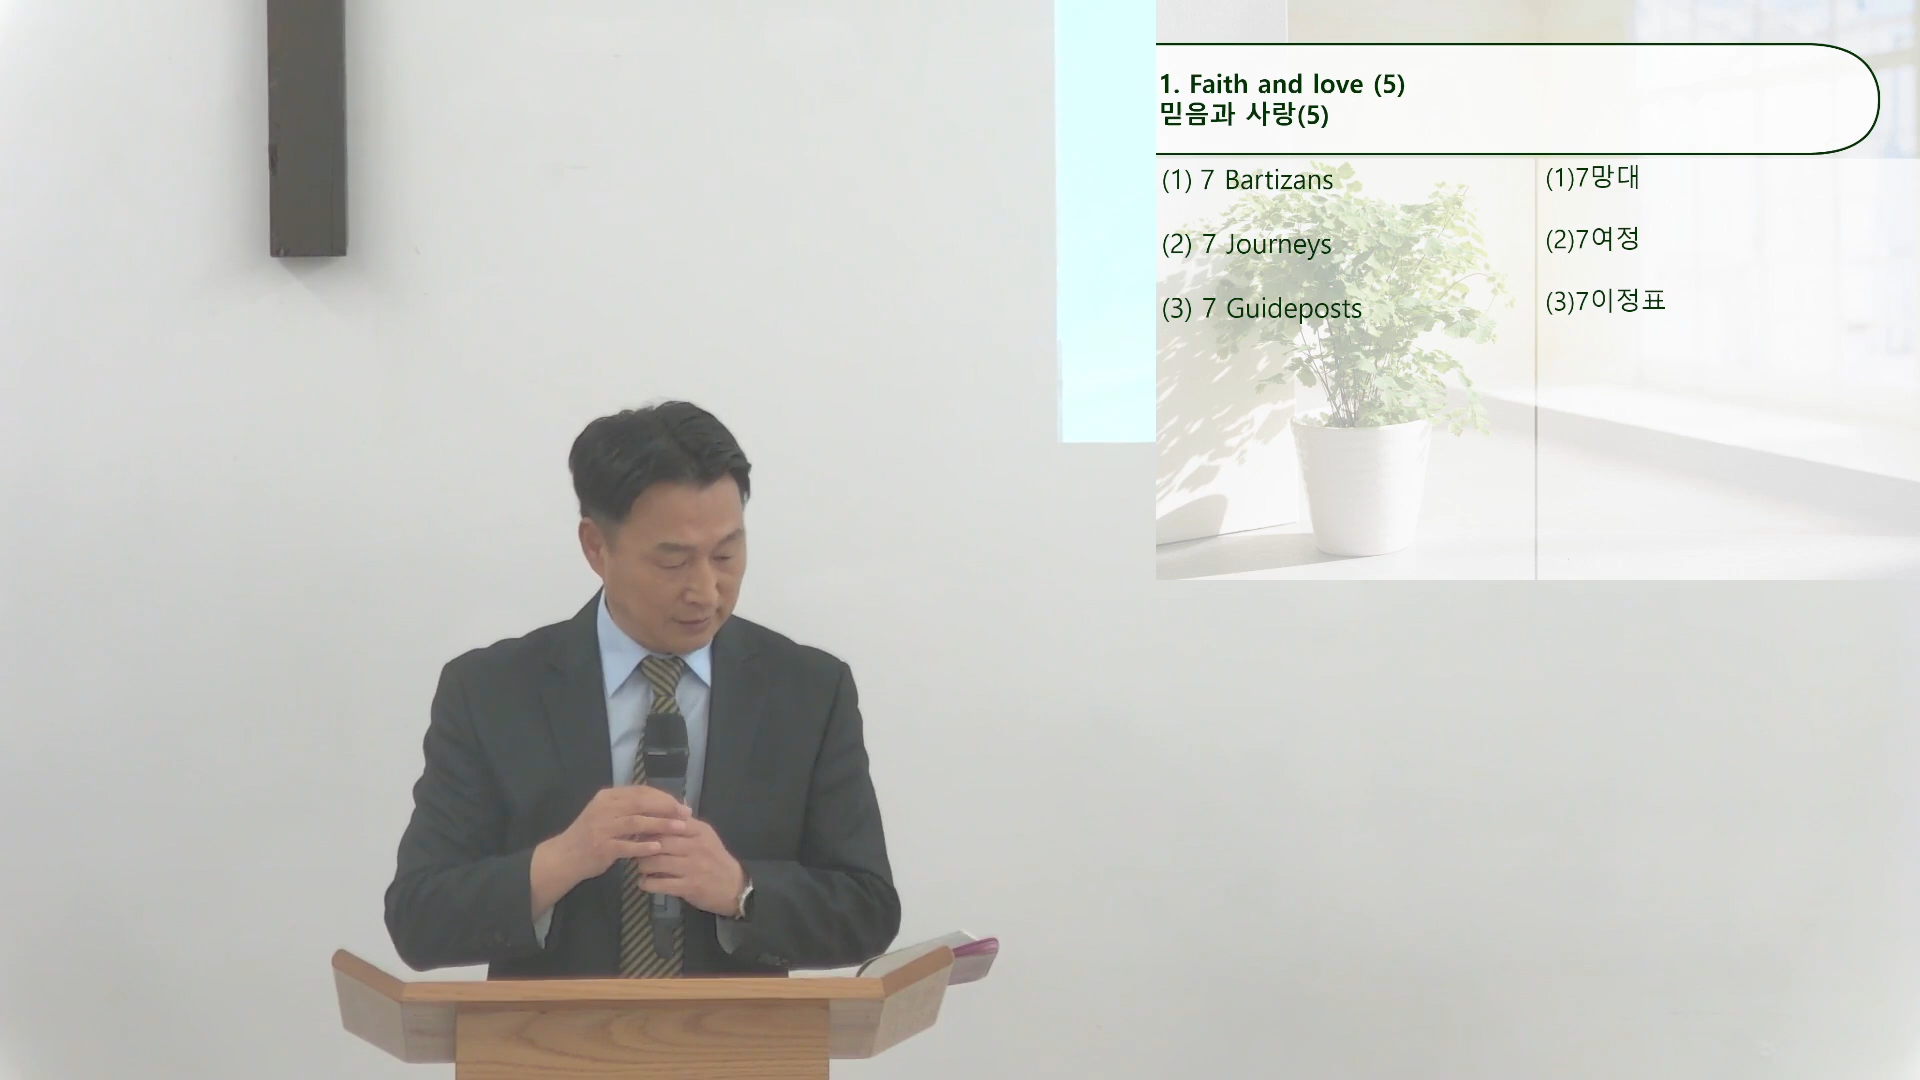 1. Faith and love (5)
믿음과 사랑(5)
(1) 7 Bartizans
(2) 7 Journeys
(3) 7 Guideposts
(1)7망대
(2)7여정
(3)7이정표